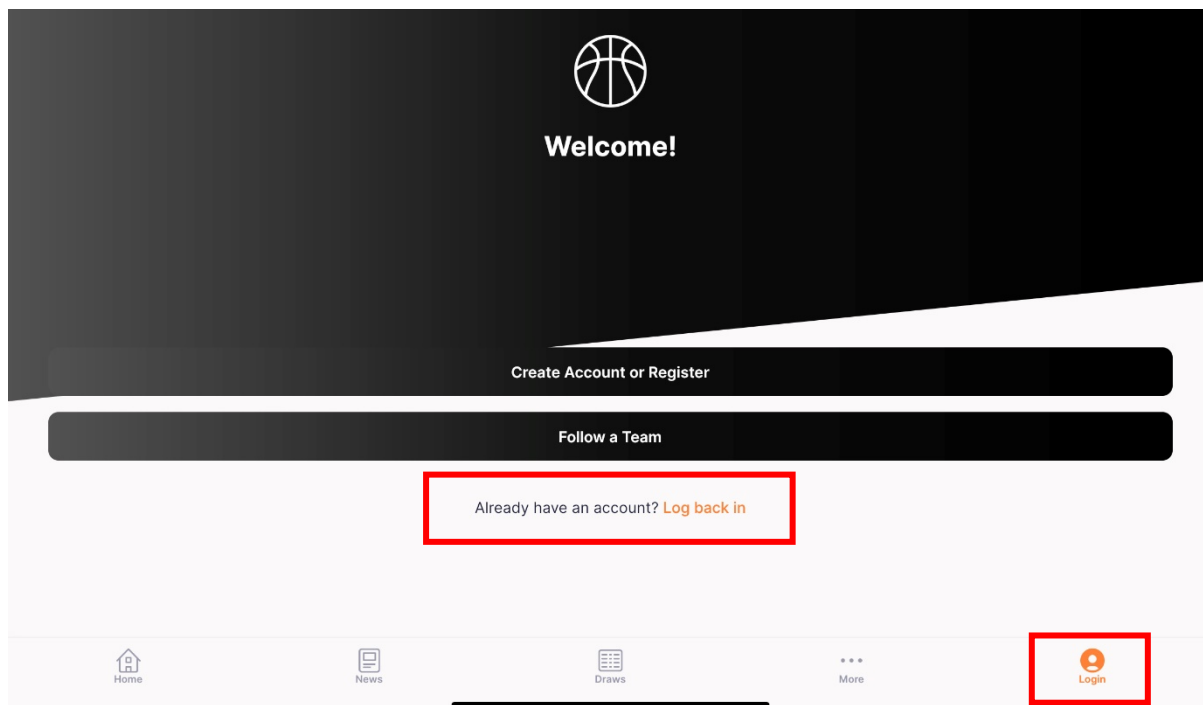 Welcome!
Create Account or Register
Follow a Team
Already have an account? Log back in
Home
News
Draws
More
Login